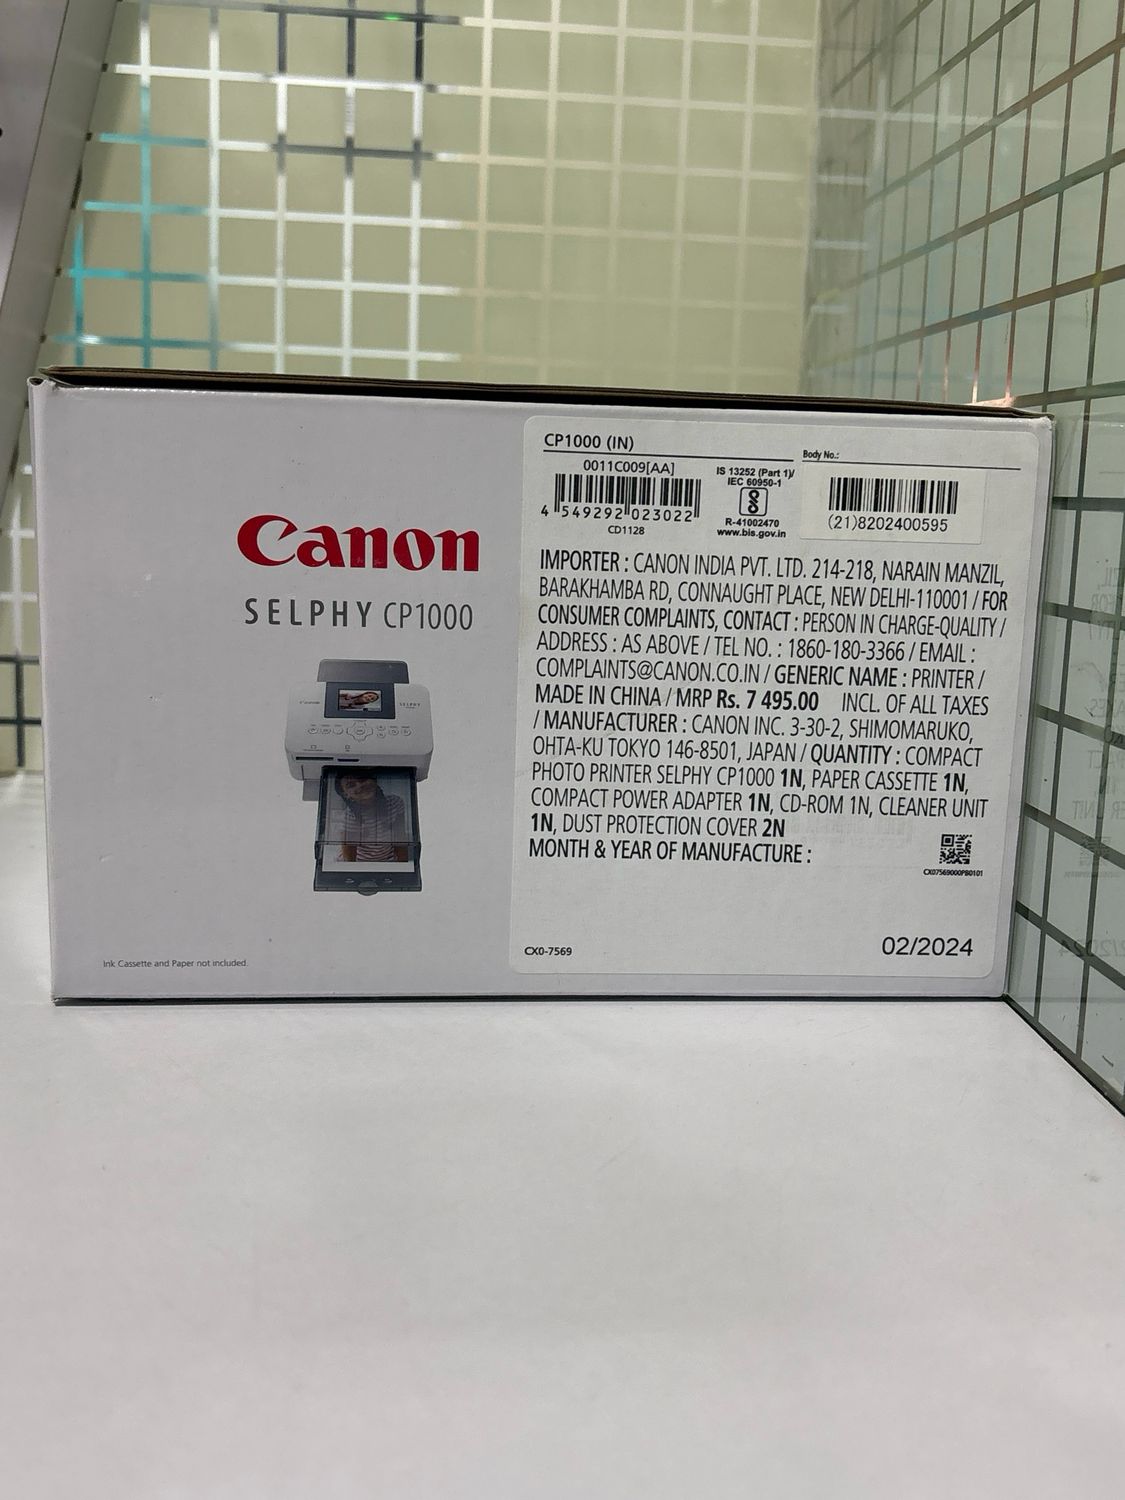 Canon
SELPHY CP1000
Ink Cassette and Paper not included.
CP1000 (IN)
0011C009[AA]
4 549292 023022
CD1128
IS 13252 (Part 1)/
IEC 60950-1
R-41002470
www.bis.gov.in
Body No.:
(21)8202400595
IMPORTER : CANON INDIA PVT. LTD. 214-218, NARAIN MANZIL,
BARAKHAMBA RD, CONNAUGHT PLACE, NEW DELHI-110001 / FOR
CONSUMER COMPLAINTS, CONTACT : PERSON IN CHARGE-QUALITY /
ADDRESS : AS ABOVE / TEL NO. : 1860-180-3366 / EMAIL :
COMPLAINTS@CANON.CO.IN / GENERIC NAME : PRINTER /
MADE IN CHINA / MRP Rs. 7 495.00 INCL. OF ALL TAXES
/ MANUFACTURER : CANON INC. 3-30-2, SHIMOMARUKO,
OHTA-KU TOKYO 146-8501, JAPAN / QUANTITY : COMPACT
PHOTO PRINTER SELPHY CP1000 1N, PAPER CASSETTE 1N,
COMPACT POWER ADAPTER 1N, CD-ROM 1N, CLEANER UNIT
1N, DUST PROTECTION COVER 2N
MONTH & YEAR OF MANUFACTURE :
CX07569000PB0101
CX0-7569
02/2024